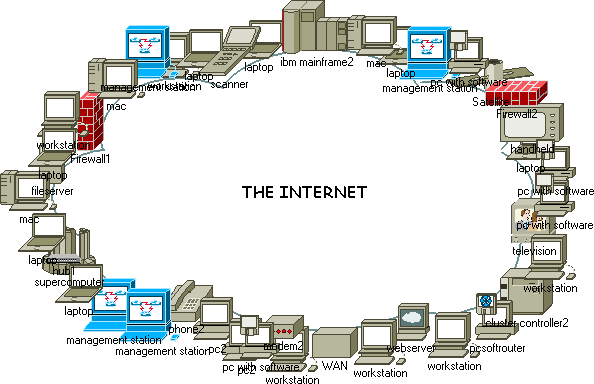 laptop
laptop
ibm mainframe2
mac
laptop
management station
workstation
scanner
management station
pc with software
mac
Satellite
Firewall2
workstation
Firewall1
handheld
laptop
laptop
fileserver
THE INTERNET
pc with software
mac
pc with software
laptop
hub1
supercomputer
television
workstation
laptop
management station
management station
phone2
pc2
modem2
pc with software
pc2
workstation
WAN
workstation
webserver
workstation
cluster controller2
pcsoftrouter